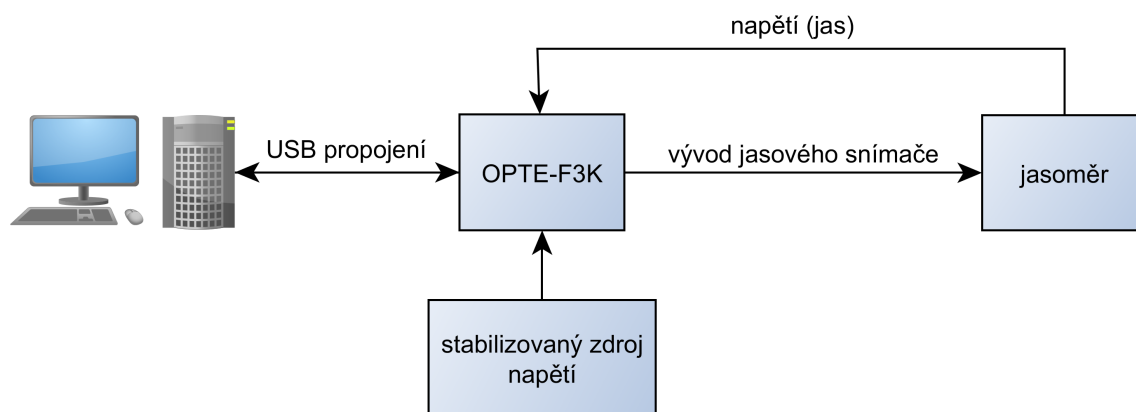 napětí (jas)
USB propojení
OPTE-F3K
vývod jasového snímače
jasoměr
stabilizovaný zdroj
napětí